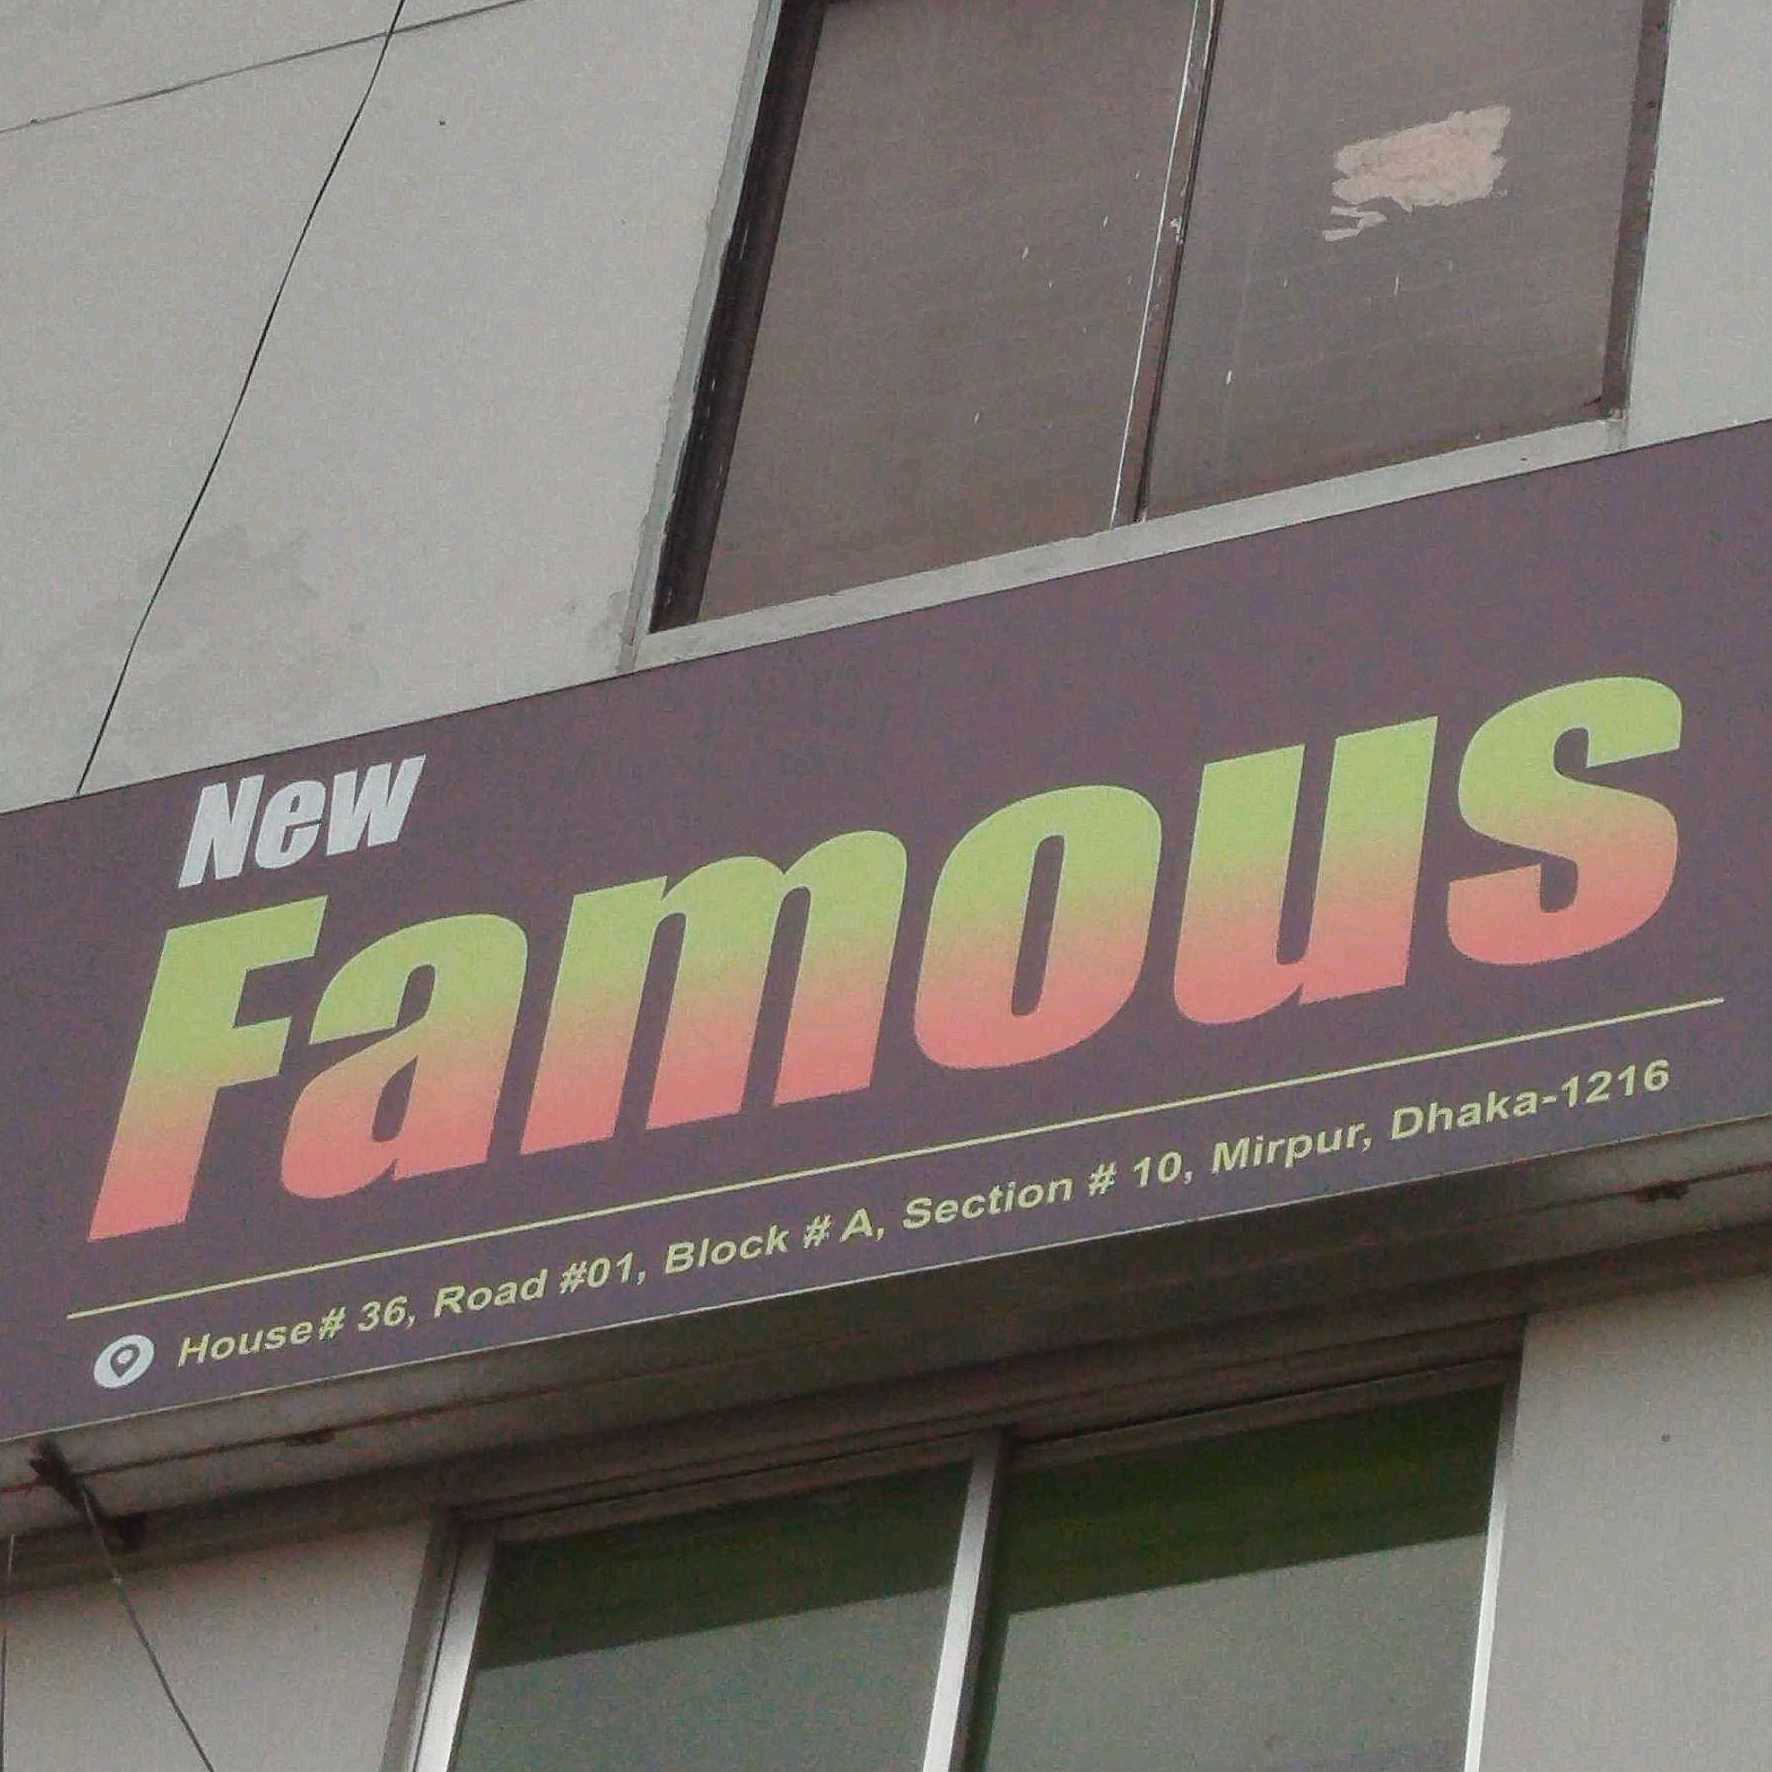 New
Famous
House# 36, Road #01, Block # A, Section # 10, Mirpur, Dhaka-1216